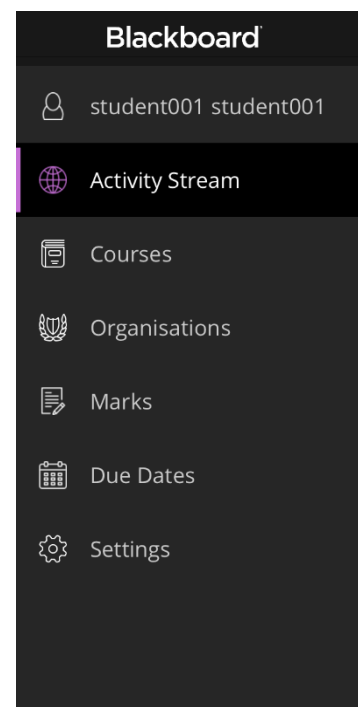 Blackboard
student001 student001
Activity Stream
Courses
Organisations
Marks
Due Dates
Settings